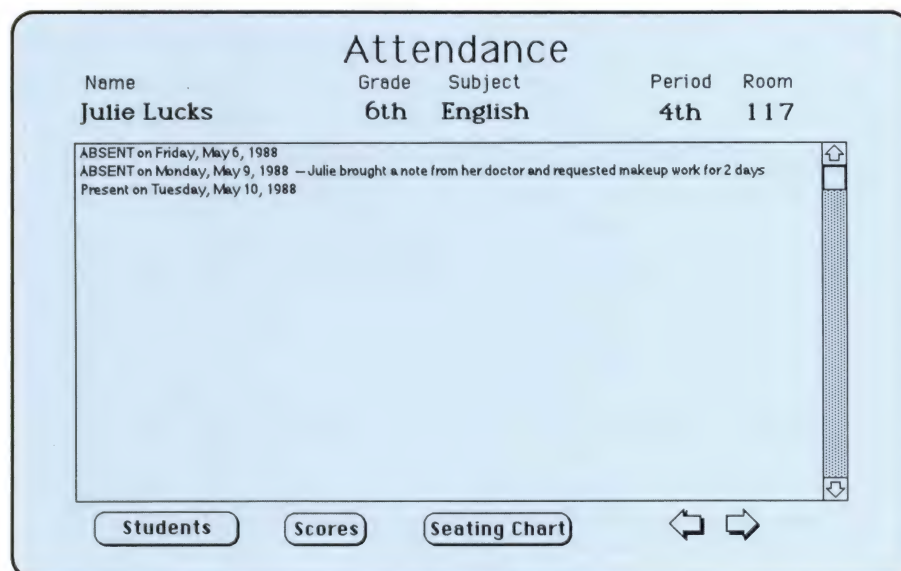 Attendance
Name Grade Subject Period Room
Julie Lucks 6th English 4th 117
ABSENT on Friday, May 6, 1988
ABSENT on Monday, May 9, 1988 — Julie brought a note from her doctor and requested makeup work for 2 days
Present on Tuesday, May 10, 1988
Students Scores Seating Chart